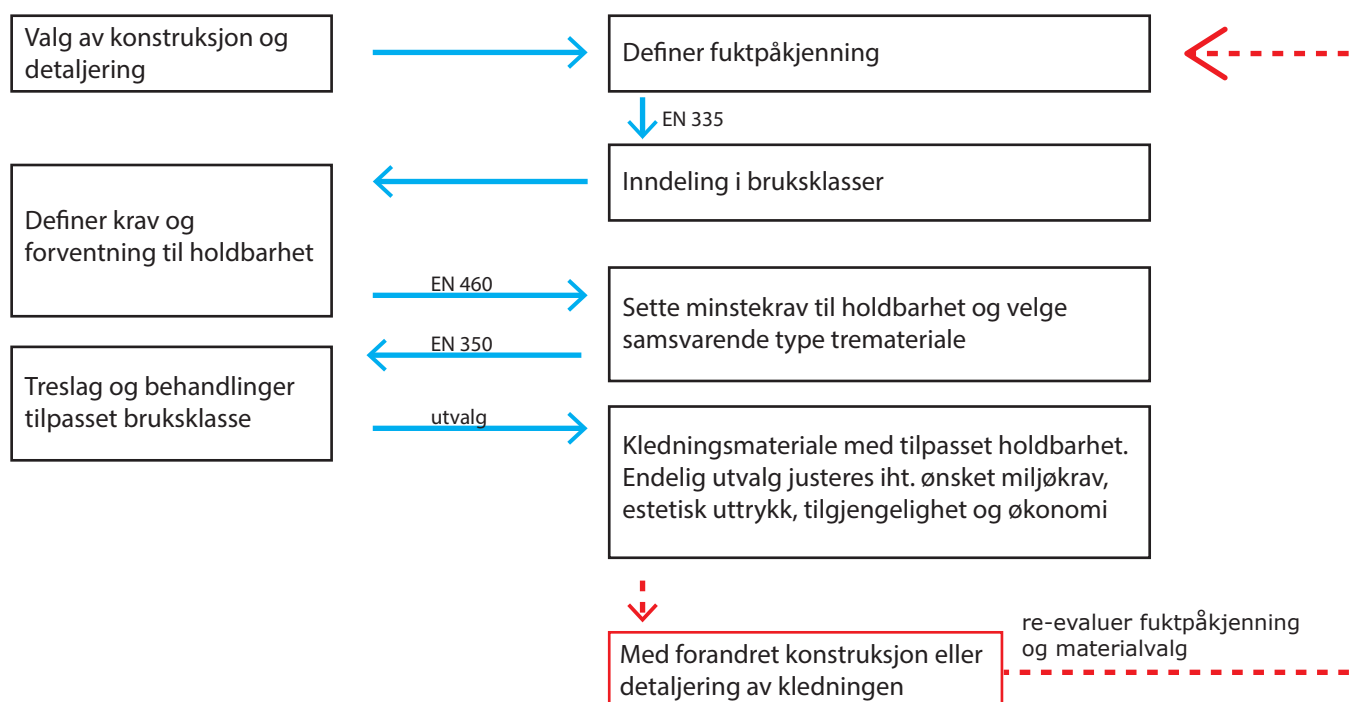 Valg av konstruksjon og
detaljering
Definer fuktpåkjenning
EN 335
Inndeling i bruksklasser
Definer krav og
forventning til holdbarhet
EN 460
Sette minstekrav til holdbarhet og velge
samsvarende type tremateriale
EN 350
Treslag og behandlinger
tilpasset bruksklasse
utvalg
Kledningsmateriale med tilpasset holdbarhet.
Endelig utvalg justeres iht. ønsket miljøkrav,
estetisk uttrykk, tilgjengelighet og økonomi
Med forandret konstruksjon eller
detaljering av kledningen
re-evaluer fuktpåkjenning
og materialvalg